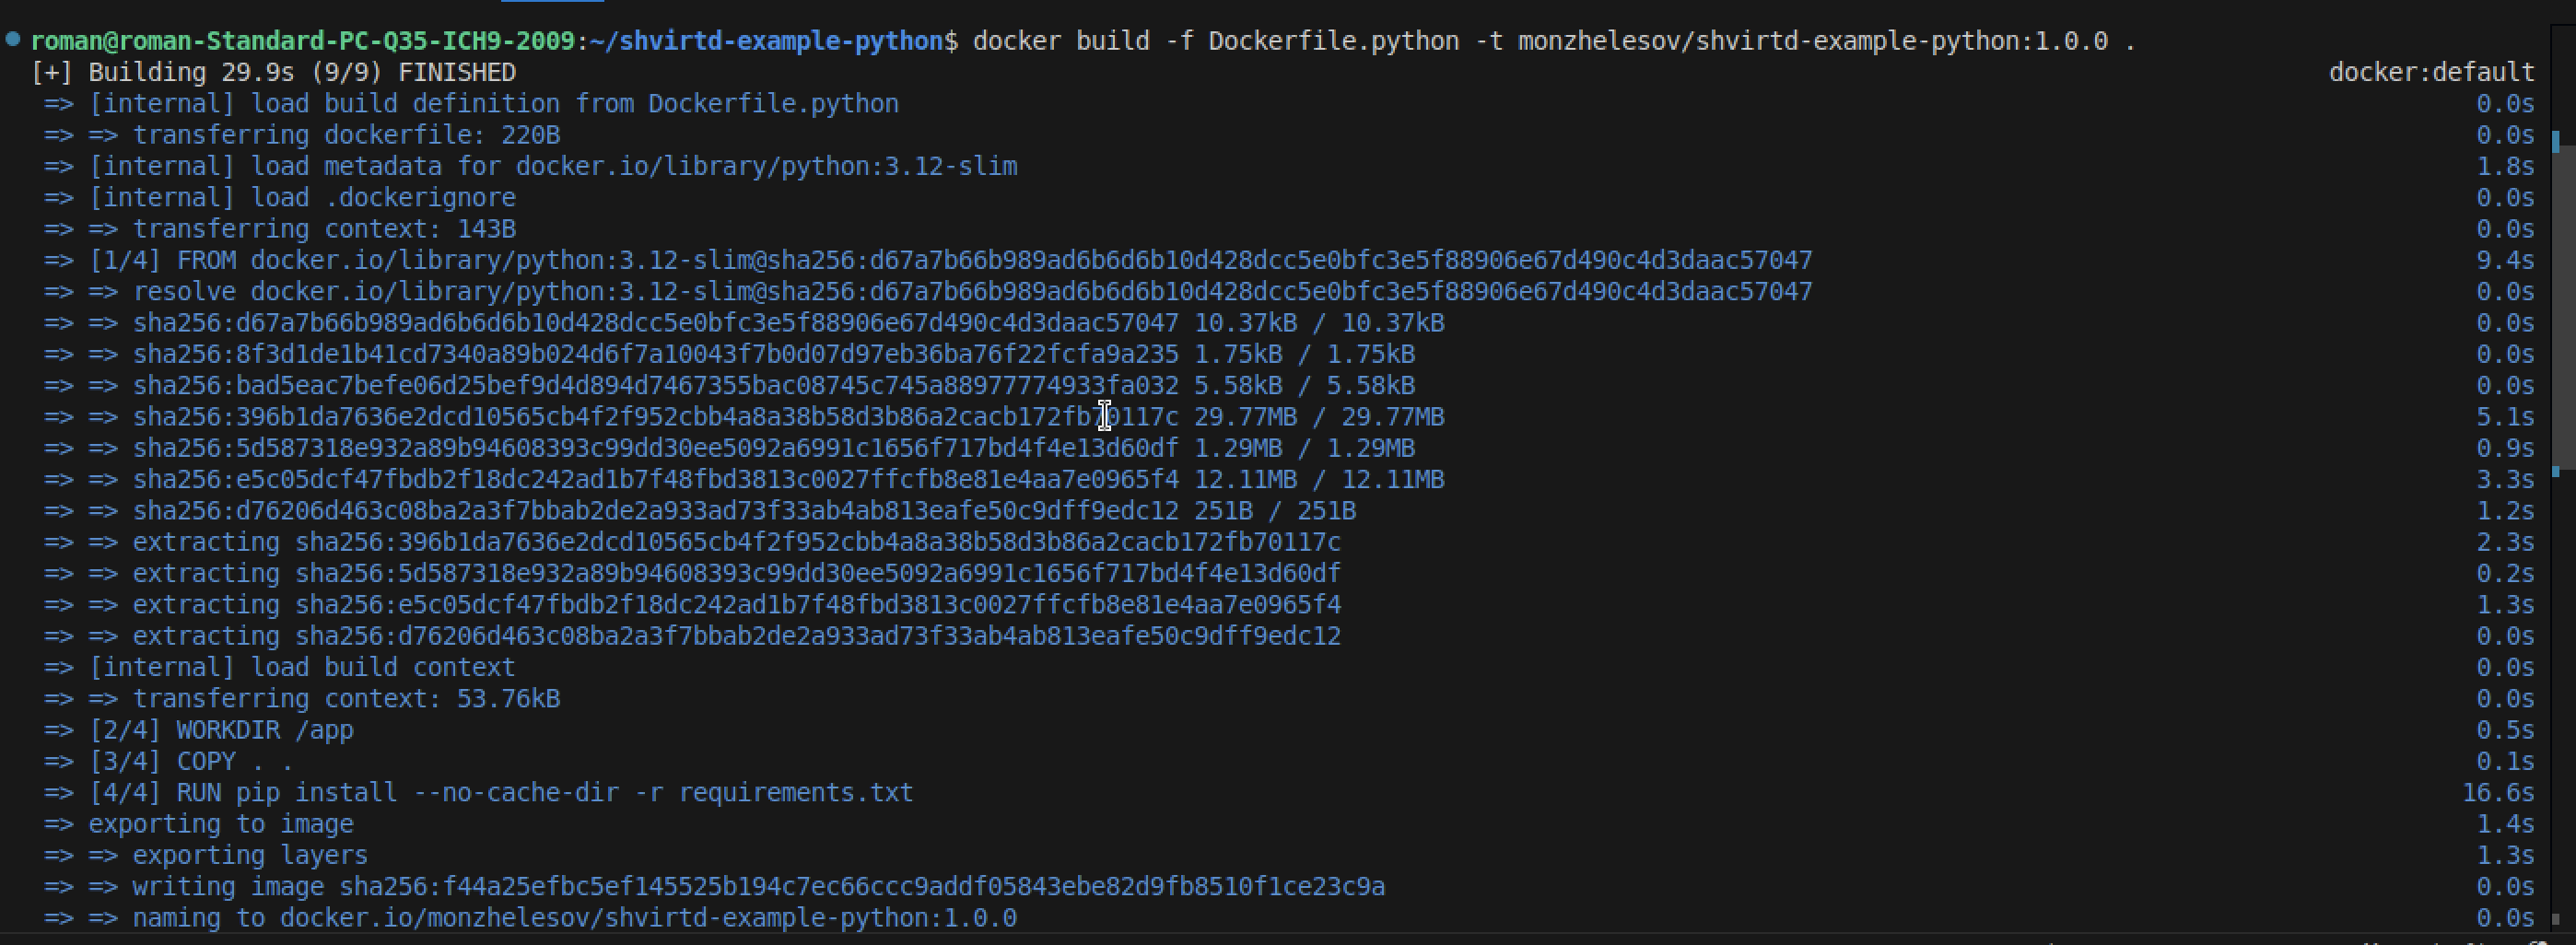 roman@roman-Standard-PC-Q35-ICH9-2009:~/shvirtd-example-python$ docker build -f Dockerfile.python -t monzhelesov/shvirtd-example-python:1.0.0 .
[+] Building 29.9s (9/9) FINISHED docker:default
=> [internal] load build definition from Dockerfile.python 0.0s
=> => transferring dockerfile: 220B 0.0s
=> [internal] load metadata for docker.io/library/python:3.12-slim 1.8s
=> [internal] load .dockerignore 0.0s
=> => transferring context: 143B 0.0s
=> [1/4] FROM docker.io/library/python:3.12-slim@sha256:d67a7b66b989ad6b6d6b10d428dcc5e0bfc3e5f88906e67d490c4d3daac57047 9.4s
=> => resolve docker.io/library/python:3.12-slim@sha256:d67a7b66b989ad6b6d6b10d428dcc5e0bfc3e5f88906e67d490c4d3daac57047 0.0s
=> => sha256:d67a7b66b989ad6b6d6b10d428dcc5e0bfc3e5f88906e67d490c4d3daac57047 10.37kB / 10.37kB 0.0s
=> => sha256:8f3d1de1b41cd7340a89b024d6f7a10043f7b0d07d97eb36ba76f22fcfa9a235 1.75kB / 1.75kB 0.0s
=> => sha256:bad5eac7befe06d25bef9d4d894d7467355bac08745c745a88977774933fa032 5.58kB / 5.58kB 0.0s
=> => sha256:396b1da7636e2dcd10565cb4f2f952cbb4a8a38b58d3b86a2cacb172fb70117c 29.77MB / 29.77MB 5.1s
=> => sha256:5d587318e932a89b94608393c99dd30ee5092a6991c1656f717bd4f4e13d60df 1.29MB / 1.29MB 0.9s
=> => sha256:e5c05dcf47fbdb2f18dc242ad1b7f48fbd3813c0027ffcfb8e81e4aa7e0965f4 12.11MB / 12.11MB 3.3s
=> => sha256:d76206d463c08ba2a3f7bbab2de2a933ad73f33ab4ab813eafe50c9dff9edc12 251B / 251B 1.2s
=> => extracting sha256:396b1da7636e2dcd10565cb4f2f952cbb4a8a38b58d3b86a2cacb172fb70117c 2.3s
=> => extracting sha256:5d587318e932a89b94608393c99dd30ee5092a6991c1656f717bd4f4e13d60df 0.2s
=> => extracting sha256:e5c05dcf47fbdb2f18dc242ad1b7f48fbd3813c0027ffcfb8e81e4aa7e0965f4 1.3s
=> => extracting sha256:d76206d463c08ba2a3f7bbab2de2a933ad73f33ab4ab813eafe50c9dff9edc12 0.0s
=> [internal] load build context 0.0s
=> => transferring context: 53.76kB 0.0s
=> [2/4] WORKDIR /app 0.5s
=> [3/4] COPY . . 0.1s
=> [4/4] RUN pip install --no-cache-dir -r requirements.txt 16.6s
=> exporting to image 1.4s
=> => exporting layers 1.3s
=> => writing image sha256:f44a25efbc5ef145525b194c7ec66ccc9addf05843ebe82d9fb8510f1ce23c9a 0.0s
=> => naming to docker.io/monzhelesov/shvirtd-example-python:1.0.0 0.0s